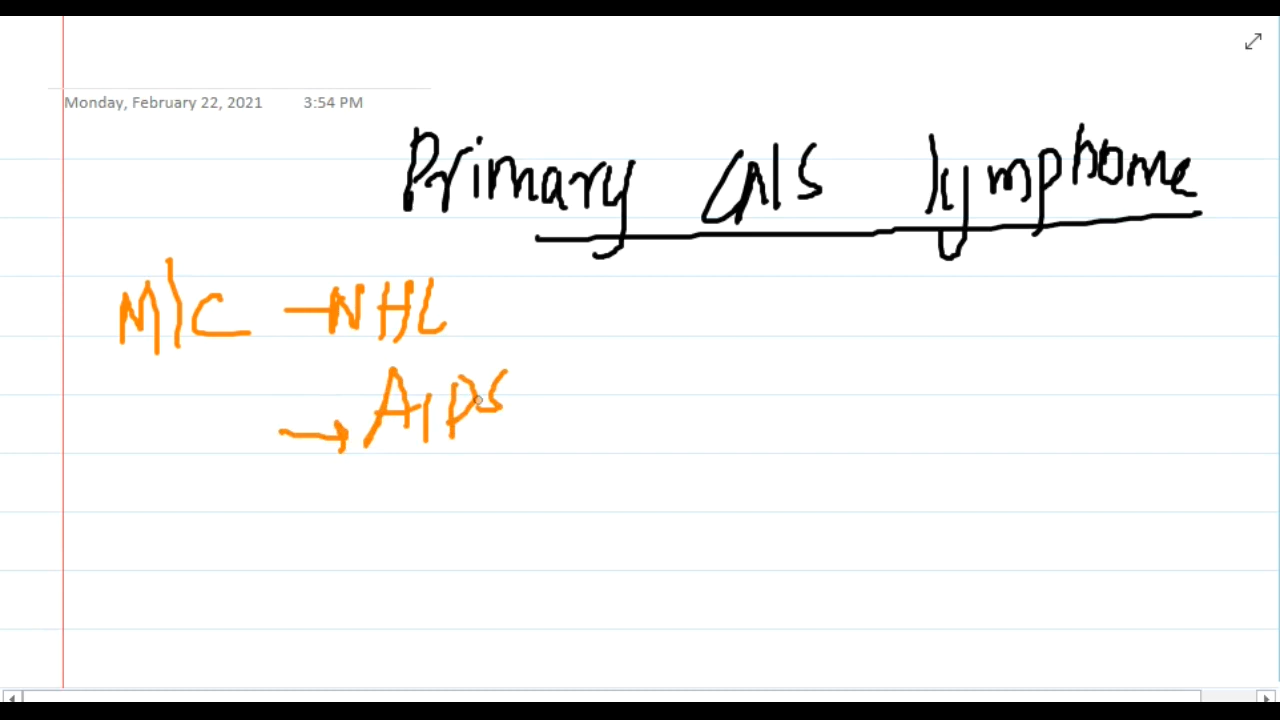 Monday, February 22, 2021 3:54 PM
Primary CNS lymphome
M/C - NHL
→ AIDS